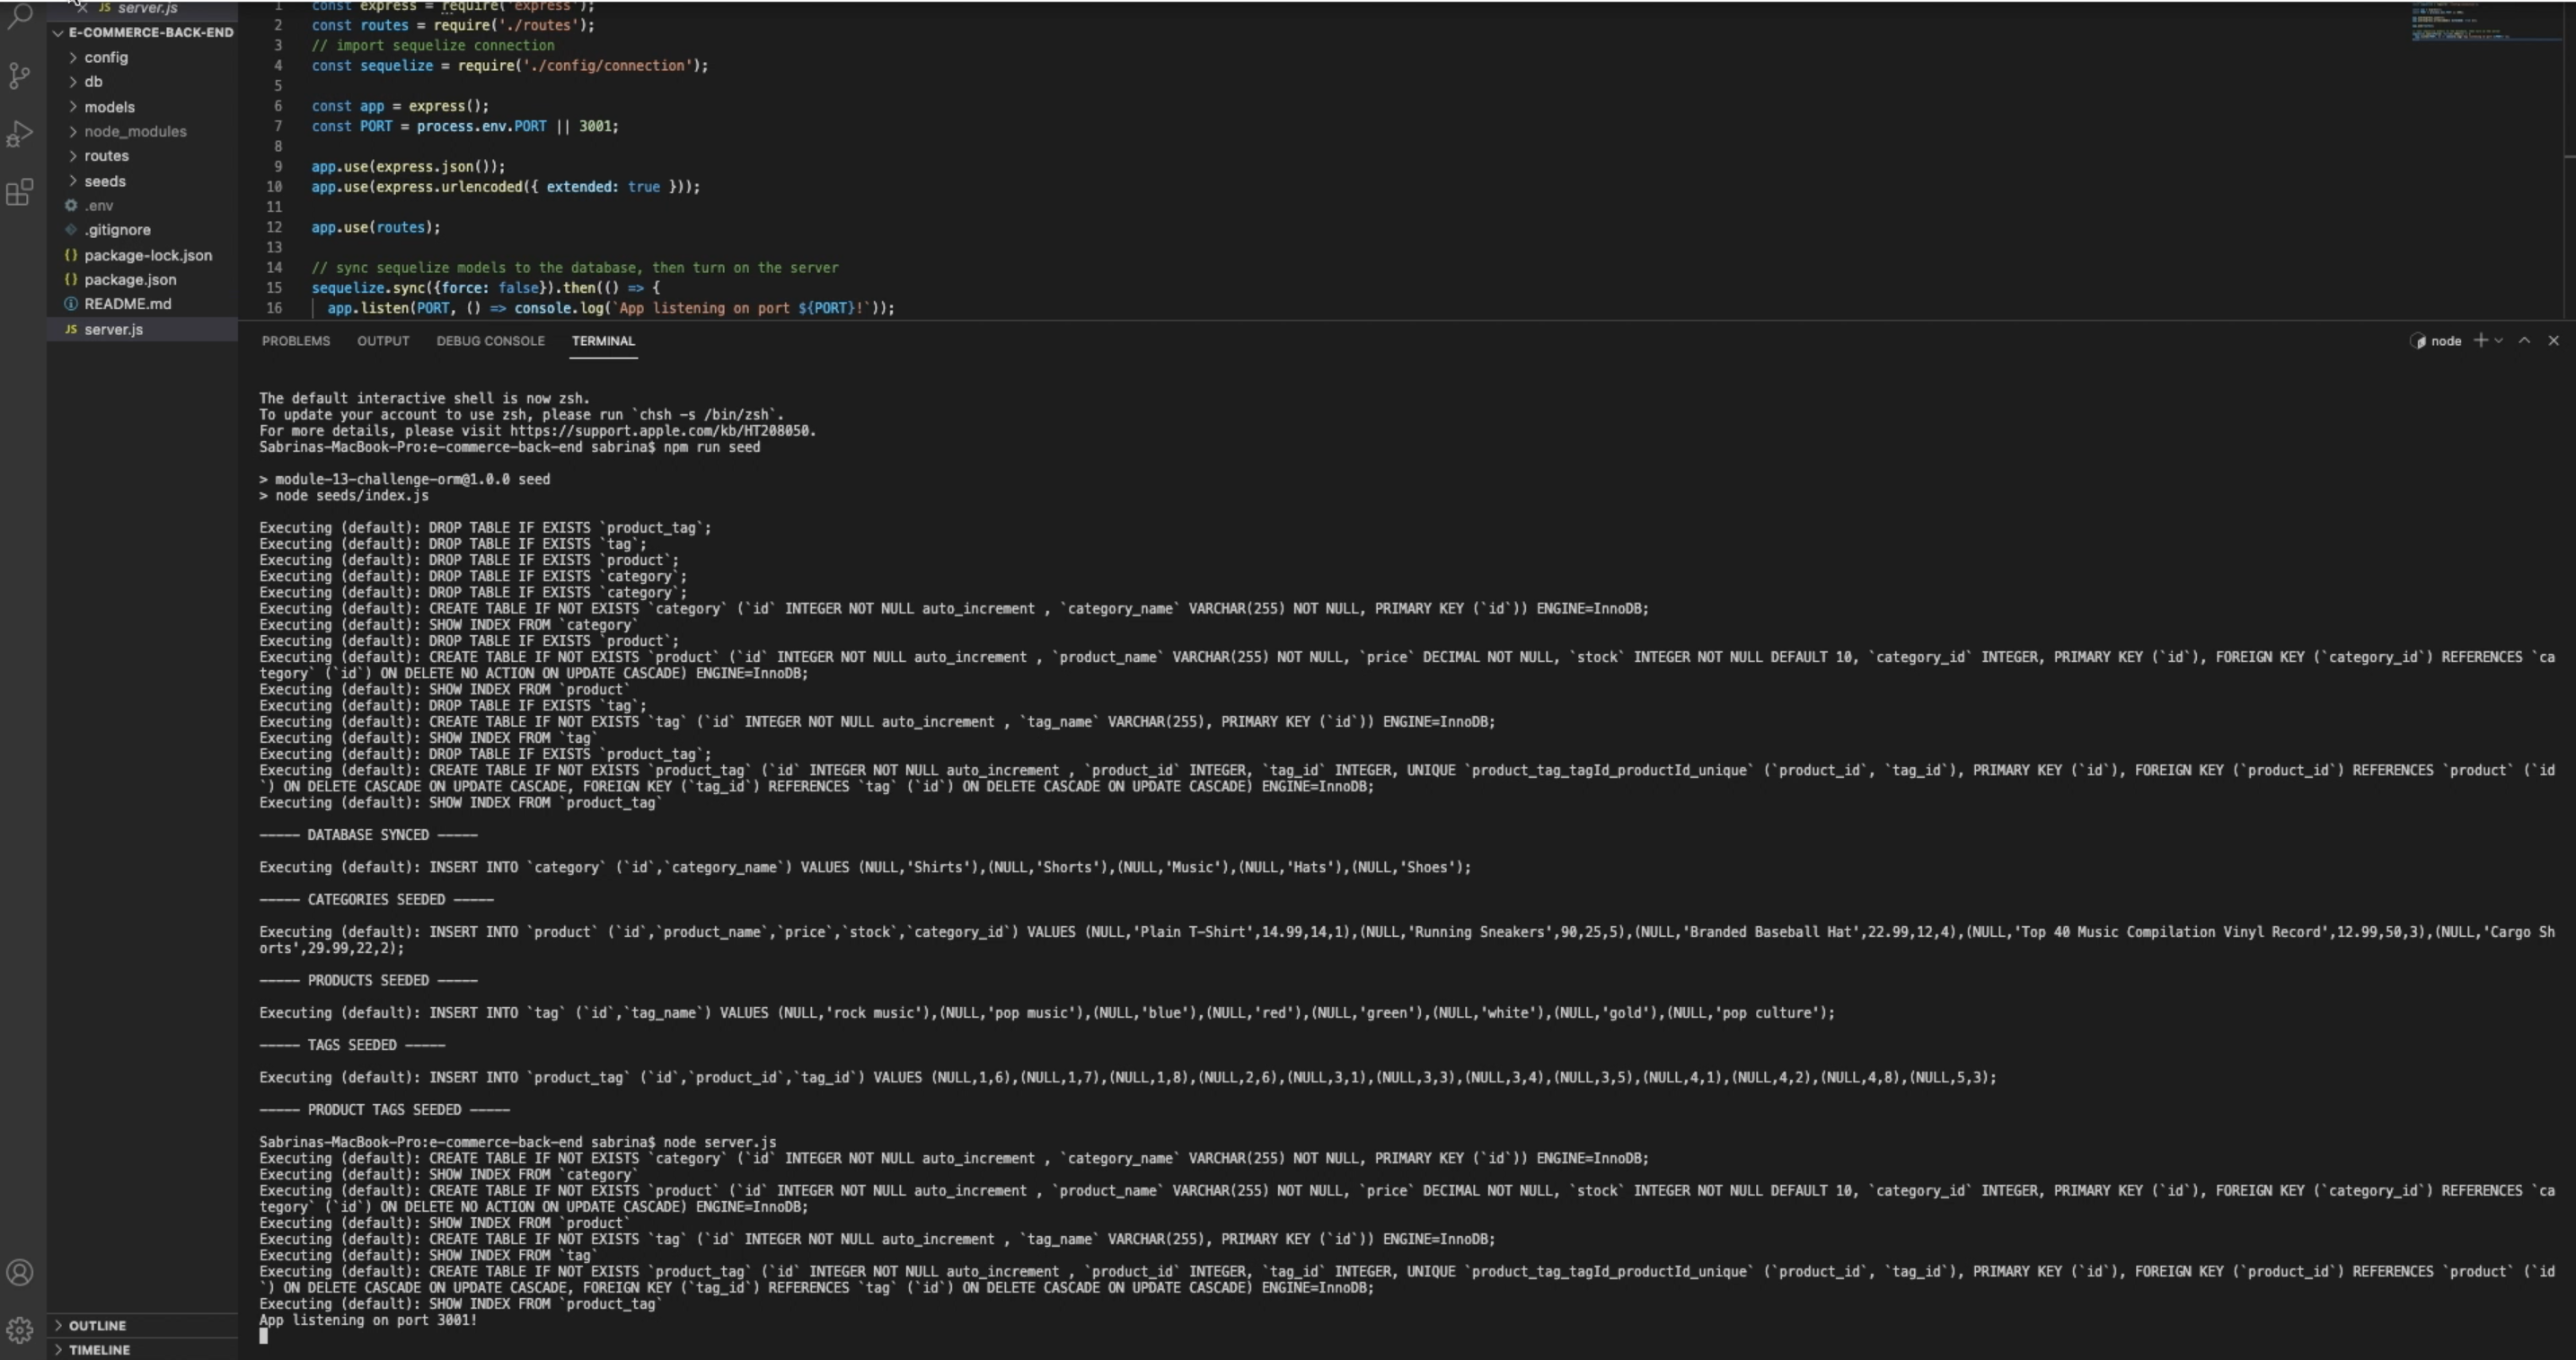 server.js
E-COMMERCE-BACK-END
config
db
models
node_modules
routes
seeds
.env
.gitignore
package-lock.json
package.json
README.md
server.js
OUTLINE
TIMELINE
1 const express = require('express');
2 const routes = require('./routes');
3 // import sequelize connection
4 const sequelize = require('./config/connection');
5
6 const app = express();
7 const PORT = process.env.PORT || 3001;
8
9 app.use(express.json());
10 app.use(express.urlencoded({ extended: true }));
11
12 app.use(routes);
13
14 // sync sequelize models to the database, then turn on the server
15 sequelize.sync({force: false}).then(() => {
16 app.listen(PORT, () => console.log(`App listening on port ${PORT}!`));
PROBLEMS OUTPUT DEBUG CONSOLE TERMINAL node
The default interactive shell is now zsh.
To update your account to use zsh, please run `chsh -s /bin/zsh`.
For more details, please visit https://support.apple.com/kb/HT208050.
Sabrinas-MacBook-Pro:e-commerce-back-end sabrina$ npm run seed
> module-13-challenge-orm@1.0.0 seed
> node seeds/index.js
Executing (default): DROP TABLE IF EXISTS `product_tag`;
Executing (default): DROP TABLE IF EXISTS `tag`;
Executing (default): DROP TABLE IF EXISTS `product`;
Executing (default): DROP TABLE IF EXISTS `category`;
Executing (default): DROP TABLE IF EXISTS `category`;
Executing (default): CREATE TABLE IF NOT EXISTS `category` (`id` INTEGER NOT NULL auto_increment , `category_name` VARCHAR(255) NOT NULL, PRIMARY KEY (`id`)) ENGINE=InnoDB;
Executing (default): SHOW INDEX FROM `category`
Executing (default): DROP TABLE IF EXISTS `product`;
Executing (default): CREATE TABLE IF NOT EXISTS `product` (`id` INTEGER NOT NULL auto_increment , `product_name` VARCHAR(255) NOT NULL, `price` DECIMAL NOT NULL, `stock` INTEGER NOT NULL DEFAULT 10, `category_id` INTEGER, PRIMARY KEY (`id`), FOREIGN KEY (`category_id`) REFERENCES `ca
tegory` (`id`) ON DELETE NO ACTION ON UPDATE CASCADE) ENGINE=InnoDB;
Executing (default): SHOW INDEX FROM `product`
Executing (default): DROP TABLE IF EXISTS `tag`;
Executing (default): CREATE TABLE IF NOT EXISTS `tag` (`id` INTEGER NOT NULL auto_increment , `tag_name` VARCHAR(255), PRIMARY KEY (`id`)) ENGINE=InnoDB;
Executing (default): SHOW INDEX FROM `tag`
Executing (default): DROP TABLE IF EXISTS `product_tag`;
Executing (default): CREATE TABLE IF NOT EXISTS `product_tag` (`id` INTEGER NOT NULL auto_increment , `product_id` INTEGER, `tag_id` INTEGER, UNIQUE `product_tag_tagId_productId_unique` (`product_id`, `tag_id`), PRIMARY KEY (`id`), FOREIGN KEY (`product_id`) REFERENCES `product` (`id
`) ON DELETE CASCADE ON UPDATE CASCADE, FOREIGN KEY (`tag_id`) REFERENCES `tag` (`id`) ON DELETE CASCADE ON UPDATE CASCADE) ENGINE=InnoDB;
Executing (default): SHOW INDEX FROM `product_tag`
----- DATABASE SYNCED -----
Executing (default): INSERT INTO `category` (`id`,`category_name`) VALUES (NULL,'Shirts'),(NULL,'Shorts'),(NULL,'Music'),(NULL,'Hats'),(NULL,'Shoes');
----- CATEGORIES SEEDED -----
Executing (default): INSERT INTO `product` (`id`,`product_name`,`price`,`stock`,`category_id`) VALUES (NULL,'Plain T-Shirt',14.99,14,1),(NULL,'Running Sneakers',90,25,5),(NULL,'Branded Baseball Hat',22.99,12,4),(NULL,'Top 40 Music Compilation Vinyl Record',12.99,50,3),(NULL,'Cargo Sh
orts',29.99,22,2);
----- PRODUCTS SEEDED -----
Executing (default): INSERT INTO `tag` (`id`,`tag_name`) VALUES (NULL,'rock music'),(NULL,'pop music'),(NULL,'blue'),(NULL,'red'),(NULL,'green'),(NULL,'white'),(NULL,'gold'),(NULL,'pop culture');
----- TAGS SEEDED -----
Executing (default): INSERT INTO `product_tag` (`id`,`product_id`,`tag_id`) VALUES (NULL,1,6),(NULL,1,7),(NULL,1,8),(NULL,2,6),(NULL,3,1),(NULL,3,3),(NULL,3,4),(NULL,3,5),(NULL,4,1),(NULL,4,2),(NULL,4,8),(NULL,5,3);
----- PRODUCT TAGS SEEDED -----
Sabrinas-MacBook-Pro:e-commerce-back-end sabrina$ node server.js
Executing (default): CREATE TABLE IF NOT EXISTS `category` (`id` INTEGER NOT NULL auto_increment , `category_name` VARCHAR(255) NOT NULL, PRIMARY KEY (`id`)) ENGINE=InnoDB;
Executing (default): SHOW INDEX FROM `category`
Executing (default): CREATE TABLE IF NOT EXISTS `product` (`id` INTEGER NOT NULL auto_increment , `product_name` VARCHAR(255) NOT NULL, `price` DECIMAL NOT NULL, `stock` INTEGER NOT NULL DEFAULT 10, `category_id` INTEGER, PRIMARY KEY (`id`), FOREIGN KEY (`category_id`) REFERENCES `ca
tegory` (`id`) ON DELETE NO ACTION ON UPDATE CASCADE) ENGINE=InnoDB;
Executing (default): SHOW INDEX FROM `product`
Executing (default): CREATE TABLE IF NOT EXISTS `tag` (`id` INTEGER NOT NULL auto_increment , `tag_name` VARCHAR(255), PRIMARY KEY (`id`)) ENGINE=InnoDB;
Executing (default): SHOW INDEX FROM `tag`
Executing (default): CREATE TABLE IF NOT EXISTS `product_tag` (`id` INTEGER NOT NULL auto_increment , `product_id` INTEGER, `tag_id` INTEGER, UNIQUE `product_tag_tagId_productId_unique` (`product_id`, `tag_id`), PRIMARY KEY (`id`), FOREIGN KEY (`product_id`) REFERENCES `product` (`id
`) ON DELETE CASCADE ON UPDATE CASCADE, FOREIGN KEY (`tag_id`) REFERENCES `tag` (`id`) ON DELETE CASCADE ON UPDATE CASCADE) ENGINE=InnoDB;
Executing (default): SHOW INDEX FROM `product_tag`
App listening on port 3001!